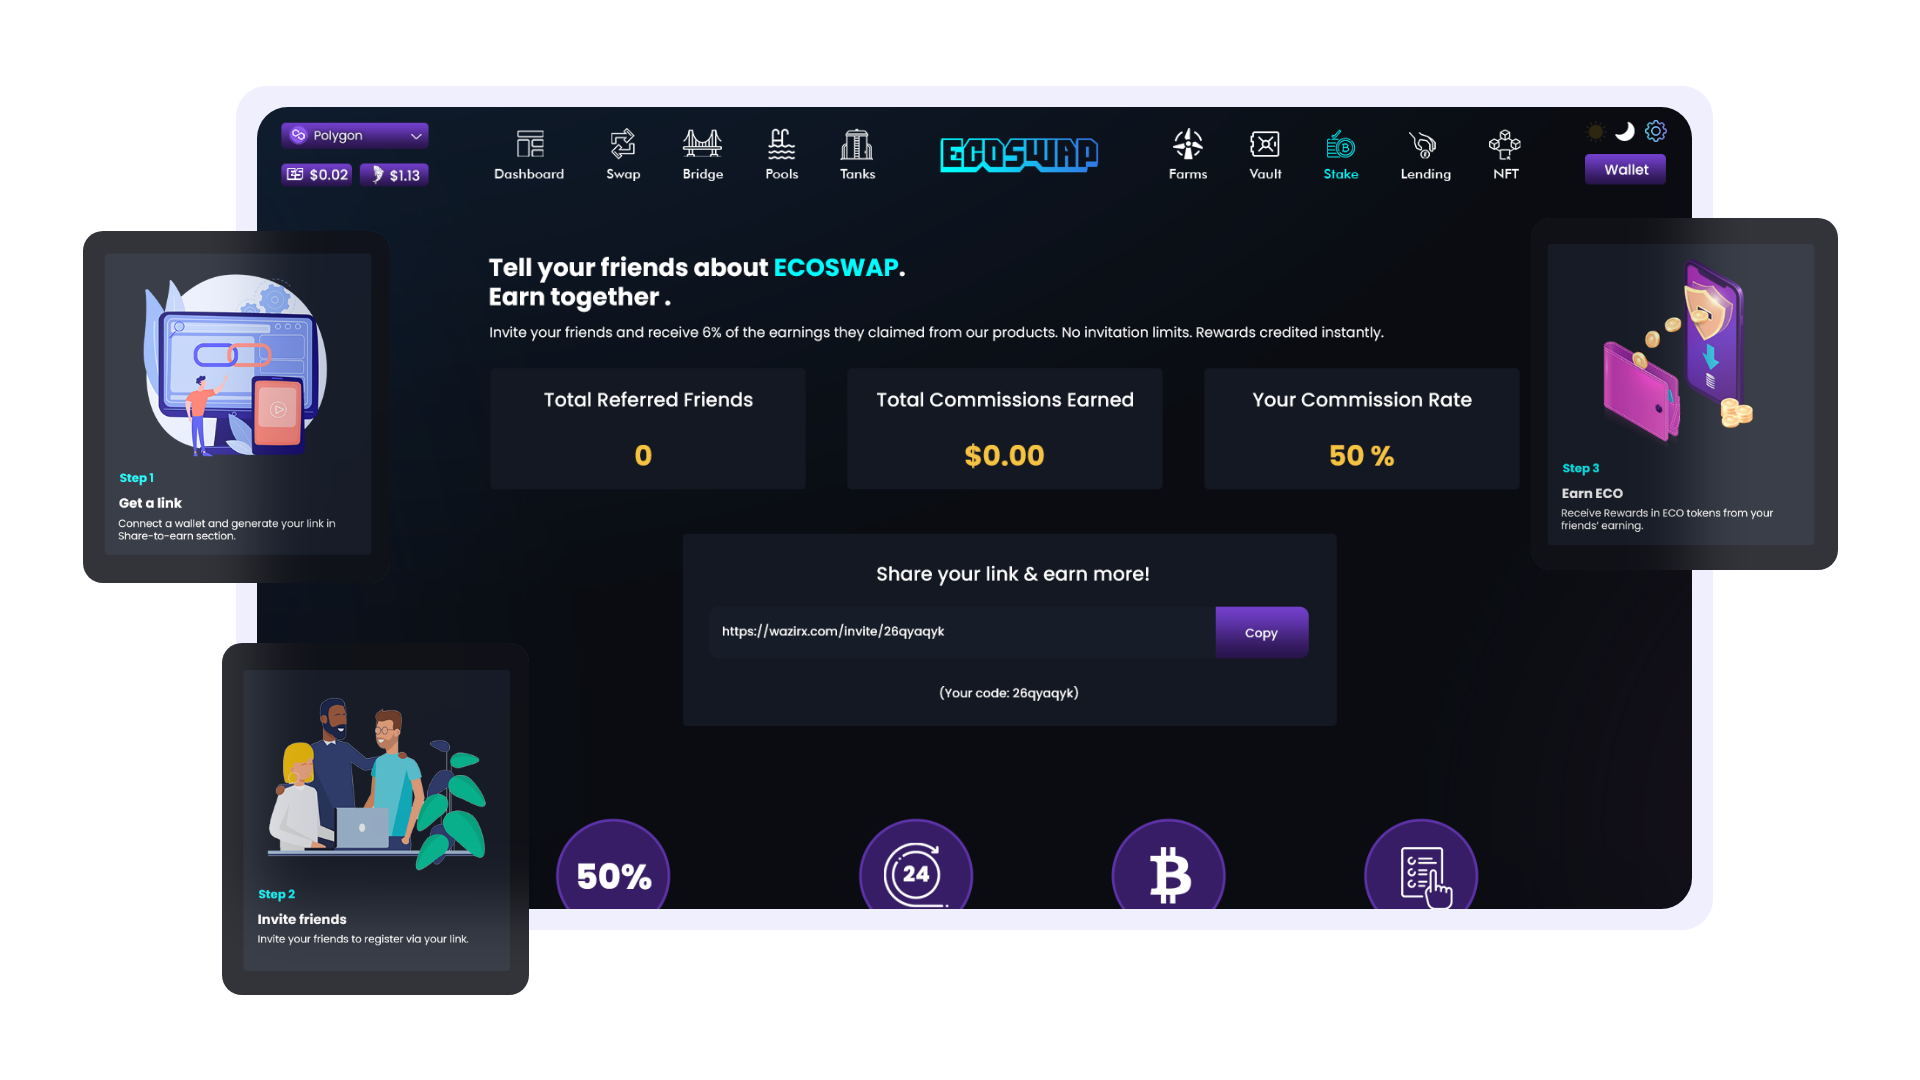 Polygon
$0.02
$1.13
Dashboard
Swap
Bridge
Pools
Tanks
ECOSWAP
Farms
Vault
Stake
Lending
NFT
Wallet
Tell your friends about ECOSWAP.
Earn together .
Invite your friends and receive 6% of the earnings they claimed from our products. No invitation limits. Rewards credited instantly.
Total Referred Friends
0
Total Commissions Earned
$0.00
Your Commission Rate
50 %
Step 1
Get a link
Connect a wallet and generate your link in
Share-to-earn section.
Step 3
Earn ECO
Receive Rewards in ECO tokens from your
friends' earning.
Share your link & earn more!
https://wazirx.com/invite/26qyaqyk
Copy
(Your code: 26qyaqyk)
Step 2
Invite friends
Invite your friends to register via your link.
50%
24